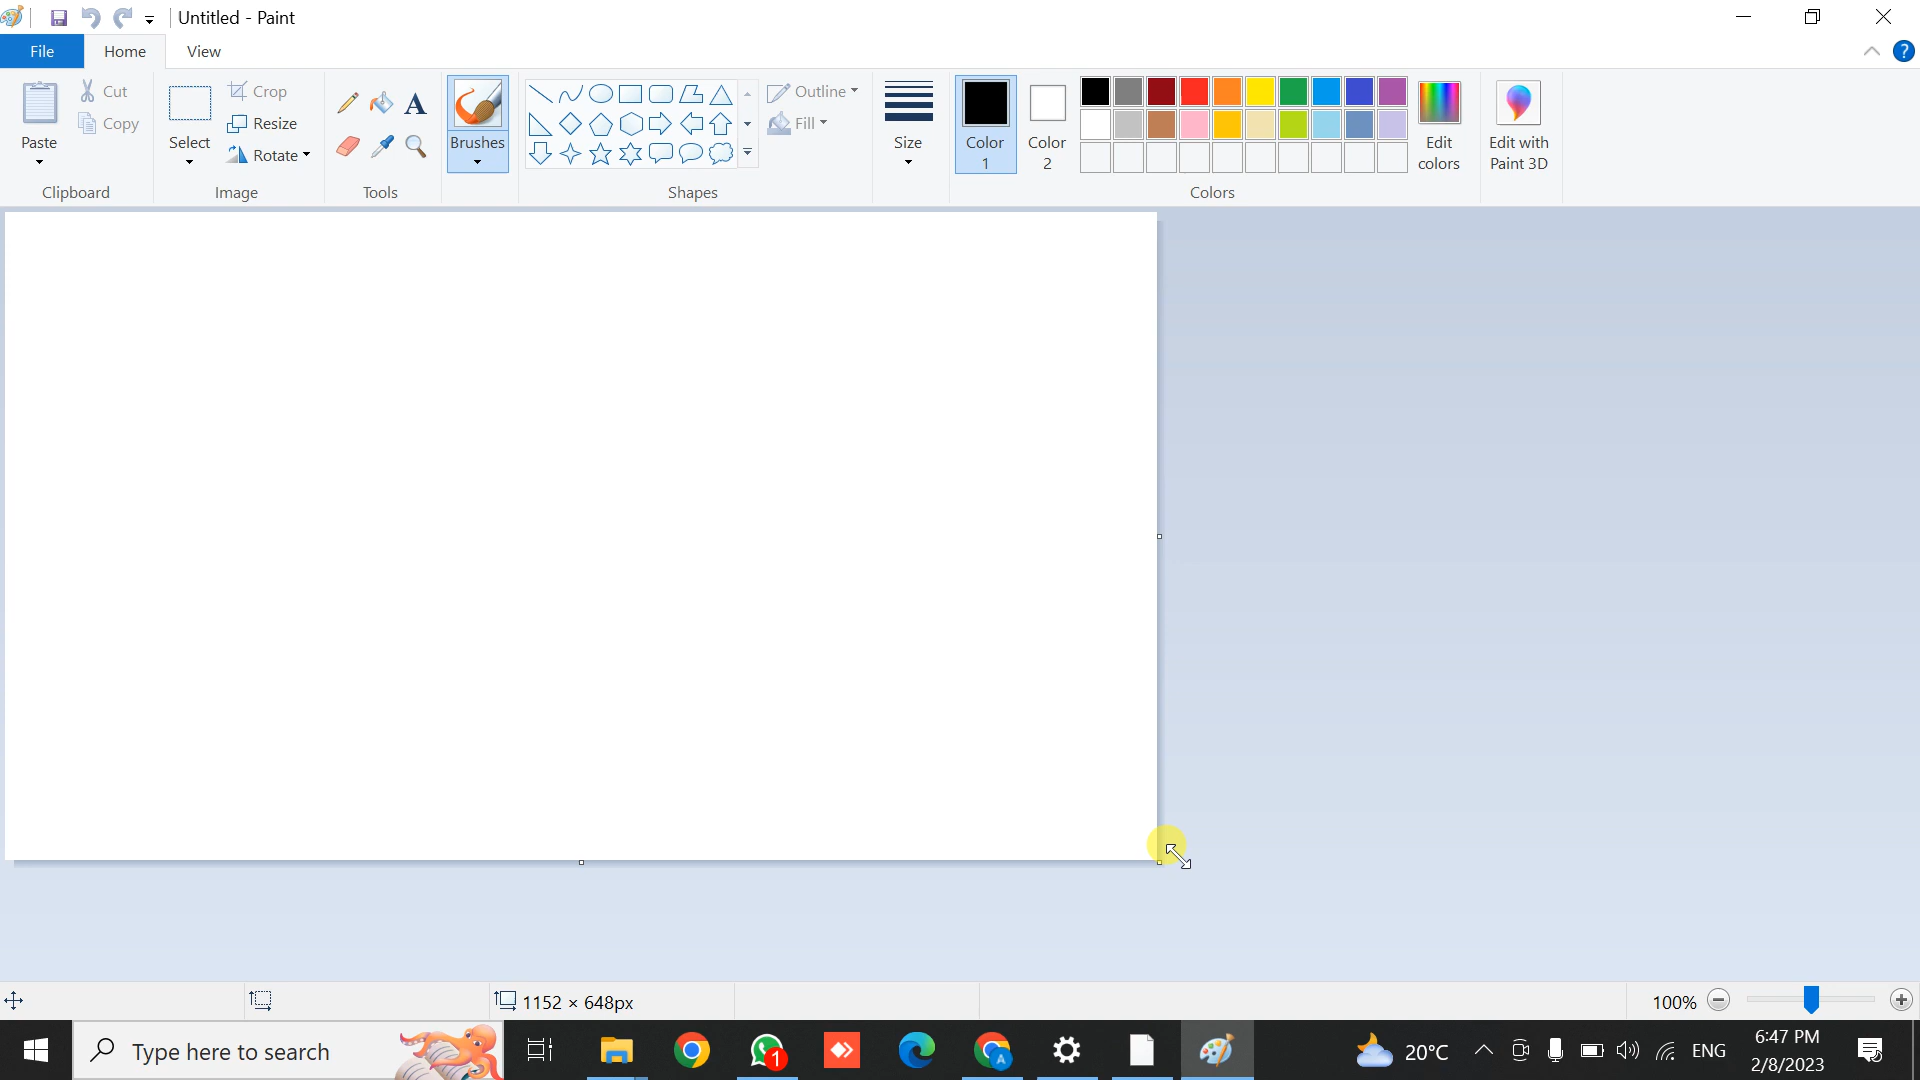 Untitled - Paint
File Home View
Paste
Cut
Copy
Clipboard
Select
Crop
Resize
Rotate
Image
Tools
Brushes
Shapes
Outline
Fill
Size
Color 1
Color 2
Colors
Edit colors
Edit with Paint 3D
1152 × 648px
100%
Type here to search
1
A
20°C
ENG
6:47 PM
2/8/2023